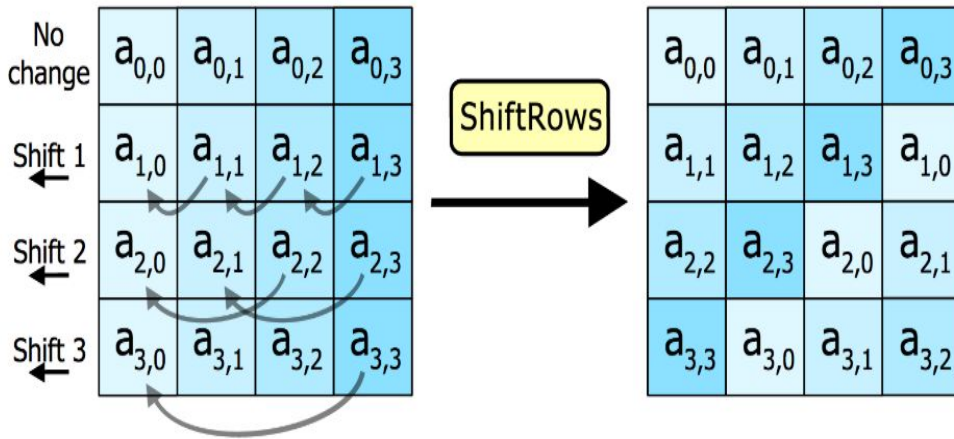 No
change
a0,0 a0,1 a0,2 a0,3
a0,0 a0,1 a0,2 a0,3
ShiftRows
Shift 1
a1,0 a1,1 a1,2 a1,3
a1,1 a1,2 a1,3 a1,0
Shift 2
a2,0 a2,1 a2,2 a2,3
a2,2 a2,3 a2,0 a2,1
Shift 3
a3,0 a3,1 a3,2 a3,3
a3,3 a3,0 a3,1 a3,2